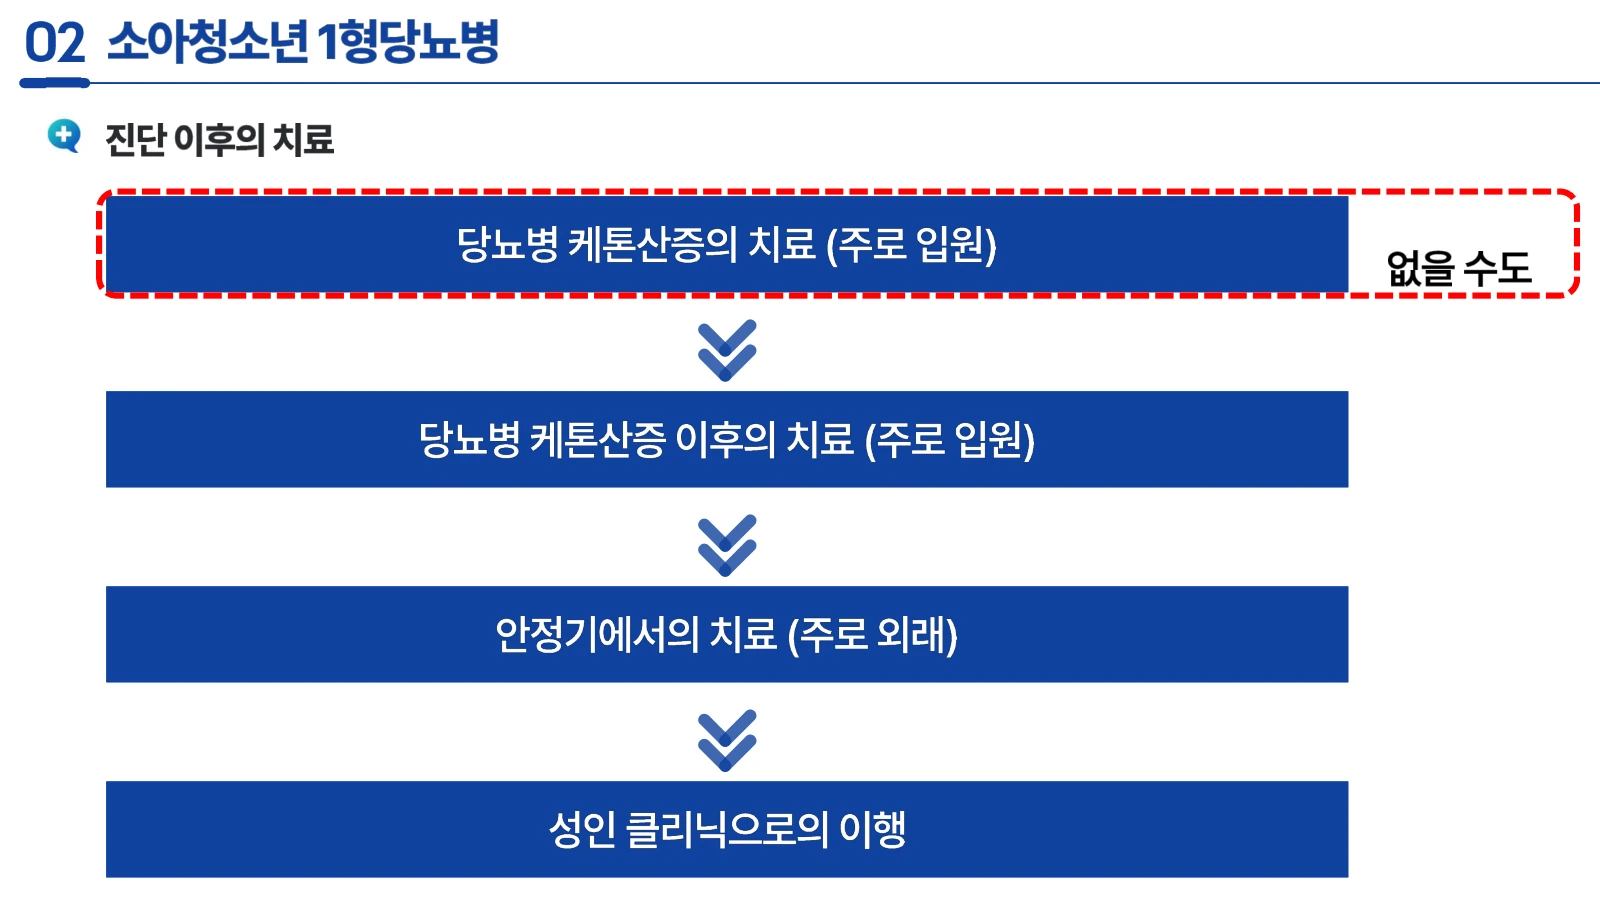 02 소아청소년 1형당뇨병
진단 이후의 치료
당뇨병 케톤산증의 치료 (주로 입원)
없을 수도
당뇨병 케톤산증 이후의 치료 (주로 입원)
안정기에서의 치료 (주로 외래)
성인 클리닉으로의 이행